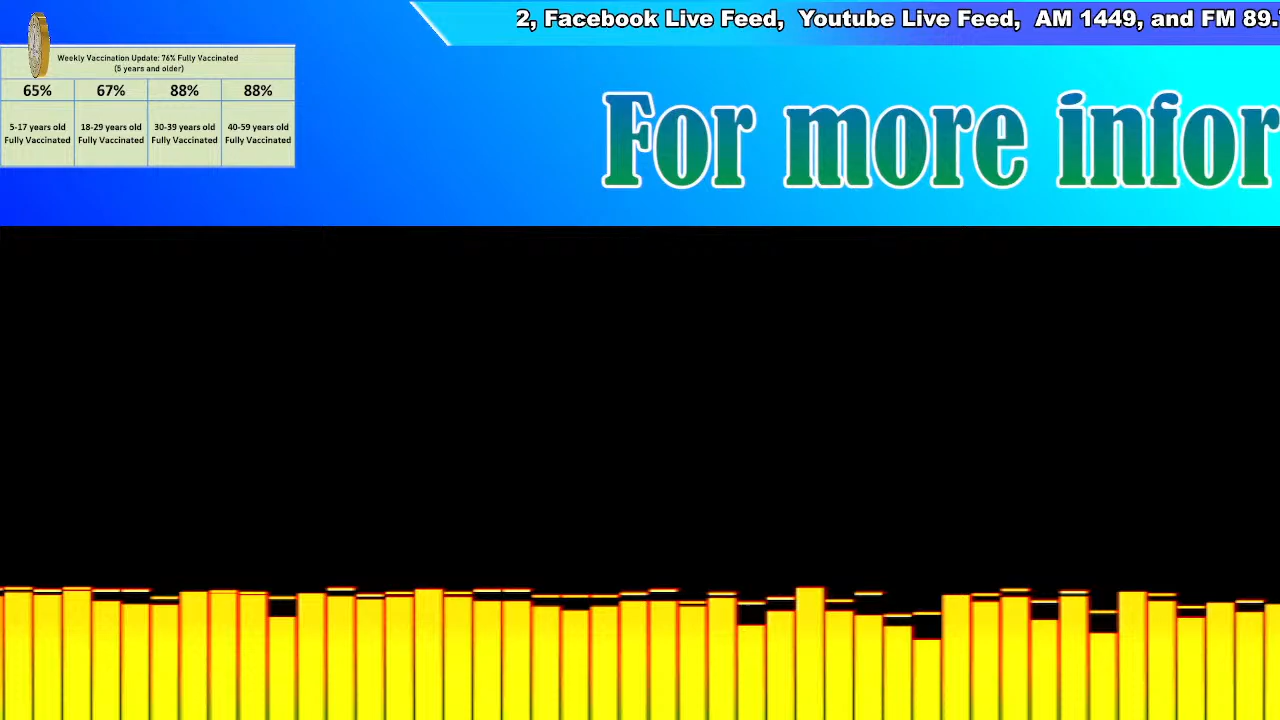 2, Facebook Live Feed, Youtube Live Feed, AM 1449, and FM 89.
Weekly Vaccination Update: 76% Fully Vaccinated
(5 years and older)
65% 67% 88% 88%
5-17 years old 18-29 years old 30-39 years old 40-59 years old
Fully Vaccinated Fully Vaccinated Fully Vaccinated Fully Vaccinated
For more infor